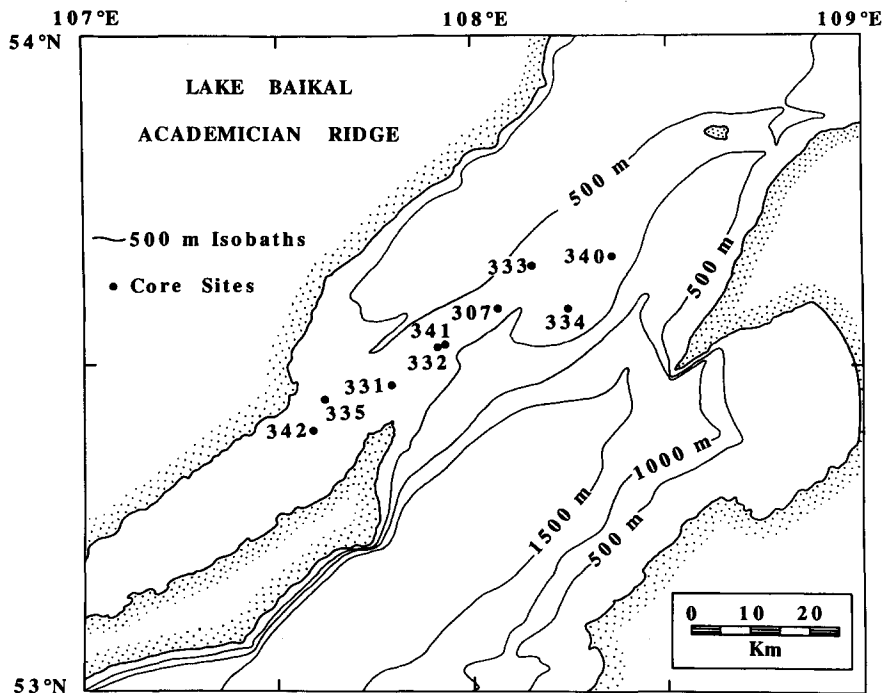 107°E 108°E 109°E
54°N
LAKE BAIKAL
ACADEMICIAN RIDGE
500 m
500 m Isobaths
Core Sites
333
340
500 m
307
334
341
332
331
335
342
1000 m
1500 m
500 m
0 10 20
Km
53°N